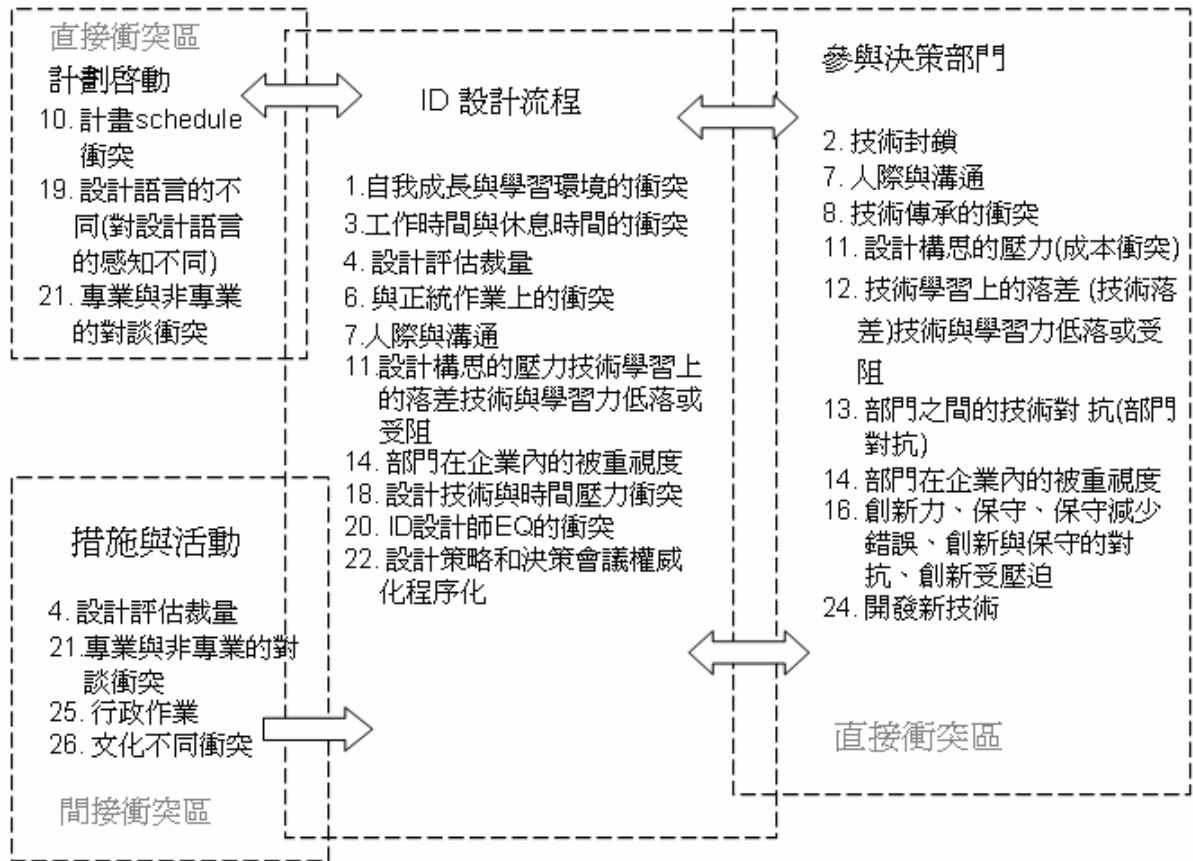 直接衝突區
計劃啓動
10. 計畫schedule
衝突
19. 設計語言的不
同(對設計語言
的感知不同)
21. 專業與非專業
的對談衝突
措施與活動
4. 設計評估裁量
21.專業與非專業的對
談衝突
25. 行政作業
26. 文化不同衝突
間接衝突區
ID 設計流程
1.自我成長與學習環境的衝突
3.工作時間與休息時間的衝突
4. 設計評估裁量
6. 與正統作業上的衝突
7.人際與溝通
11.設計構思的壓力技術學習上
的落差技術與學習力低落或
受阻
14. 部門在企業內的被重視度
18. 設計技術與時間壓力衝突
20. ID設計師EQ的衝突
22. 設計策略和決策會議權威
化程序化
參與決策部門
2. 技術封鎖
7. 人際與溝通
8. 技術傳承的衝突
11. 設計構思的壓力(成本衝突)
12. 技術學習上的落差 (技術落
差)技術與學習力低落或受
阻
13. 部門之間的技術對 抗(部門
對抗)
14. 部門在企業內的被重視度
16. 創新力、保守、保守減少
錯誤、創新與保守的對
抗、創新受壓迫
24. 開發新技術
直接衝突區